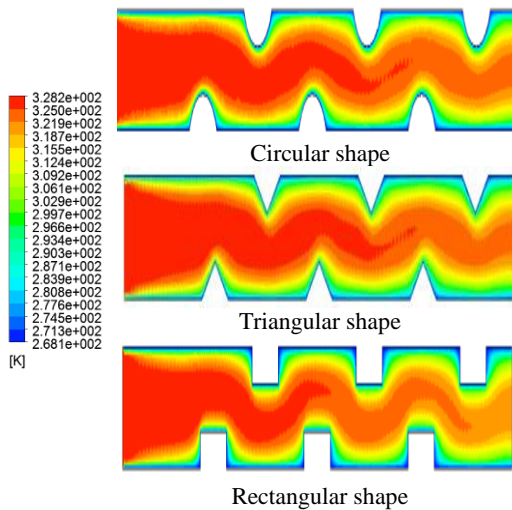 Circular shape
3.282e+002
3.250e+002
3.219e+002
3.187e+002
3.155e+002
3.124e+002
3.092e+002
3.061e+002
3.029e+002
2.997e+002
2.966e+002
2.934e+002
2.903e+002
2.871e+002
2.839e+002
2.808e+002
2.776e+002
2.745e+002
2.713e+002
2.681e+002
[K]
Triangular shape
Rectangular shape